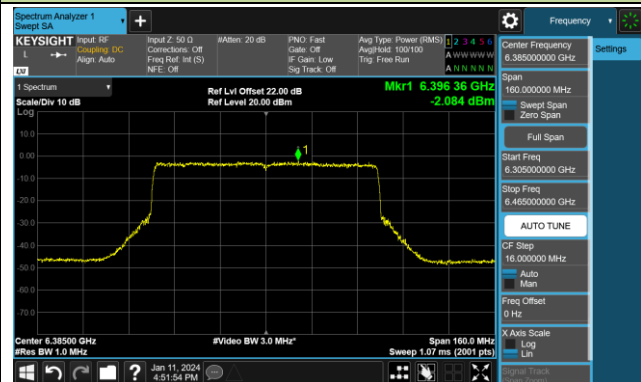 Spectrum Analyzer 1
Swept SA
Frequency
KEYSIGHT
Input: RF
Coupling: DC
Align: Auto
Input Z: 50 Ω
Corrections: Off
Freq Ref: Int (S)
NFE: Off
#Atten: 20 dB
PNO: Fast
Gate: Off
IF Gain: Low
Sig Track: Off
Avg Type: Power (RMS)
Avg|Hold: 100/100
Trig: Free Run
1 2 3 4 5 6
A W W W W W
A N N N N N
L
LXI
1 Spectrum
Scale/Div 10 dB
Ref Lvl Offset 22.00 dB
Ref Level 20.00 dBm
Mkr1 6.396 36 GHz
-2.084 dBm
Log
10.0
0.00
-10.0
-20.0
-30.0
-40.0
-50.0
-60.0
-70.0
1
Center 6.38500 GHz
#Res BW 1.0 MHz
#Video BW 3.0 MHz*
Span 160.0 MHz
Sweep 1.07 ms (2001 pts)
Jan 11, 2024
4:51:54 PM
Center Frequency
6.385000000 GHz
Settings
Span
160.000000 MHz
Swept Span
Zero Span
Full Span
Start Freq
6.305000000 GHz
Stop Freq
6.465000000 GHz
AUTO TUNE
CF Step
16.000000 MHz
Auto
Man
Freq Offset
0 Hz
X Axis Scale
Log
Lin
Signal Track
(Span Zoom)